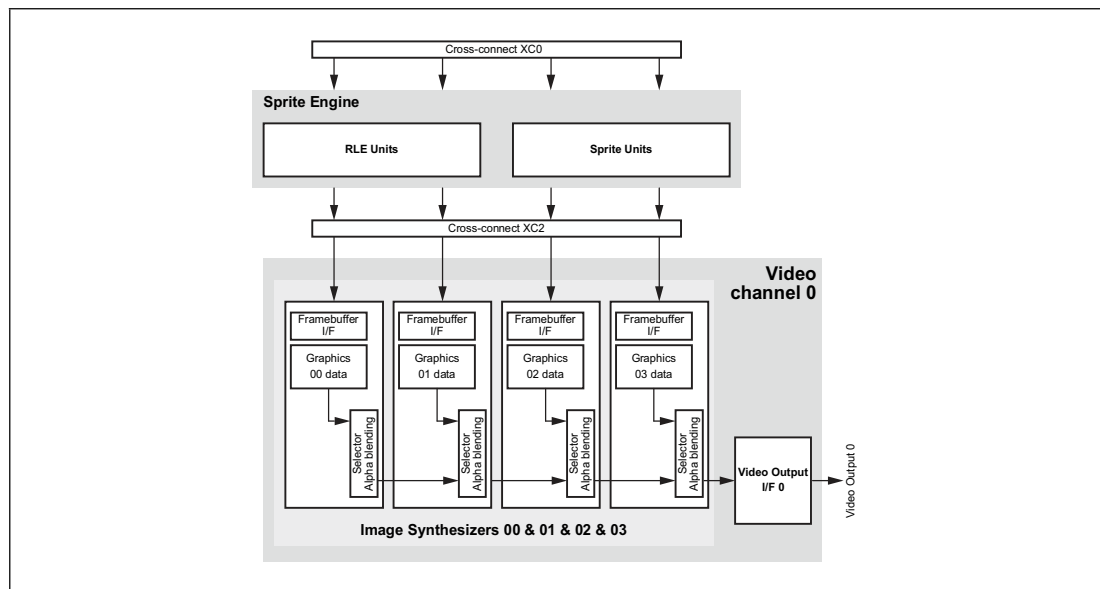 Cross-connect XC0
Sprite Engine
RLE Units
Sprite Units
Cross-connect XC2
Video
channel 0
Framebuffer
I/F
Graphics
00 data
Selector
Alpha blending
Framebuffer
I/F
Graphics
01 data
Selector
Alpha blending
Framebuffer
I/F
Graphics
02 data
Selector
Alpha blending
Framebuffer
I/F
Graphics
03 data
Selector
Alpha blending
Video Output
I/F 0
Video Output 0
Image Synthesizers 00 & 01 & 02 & 03